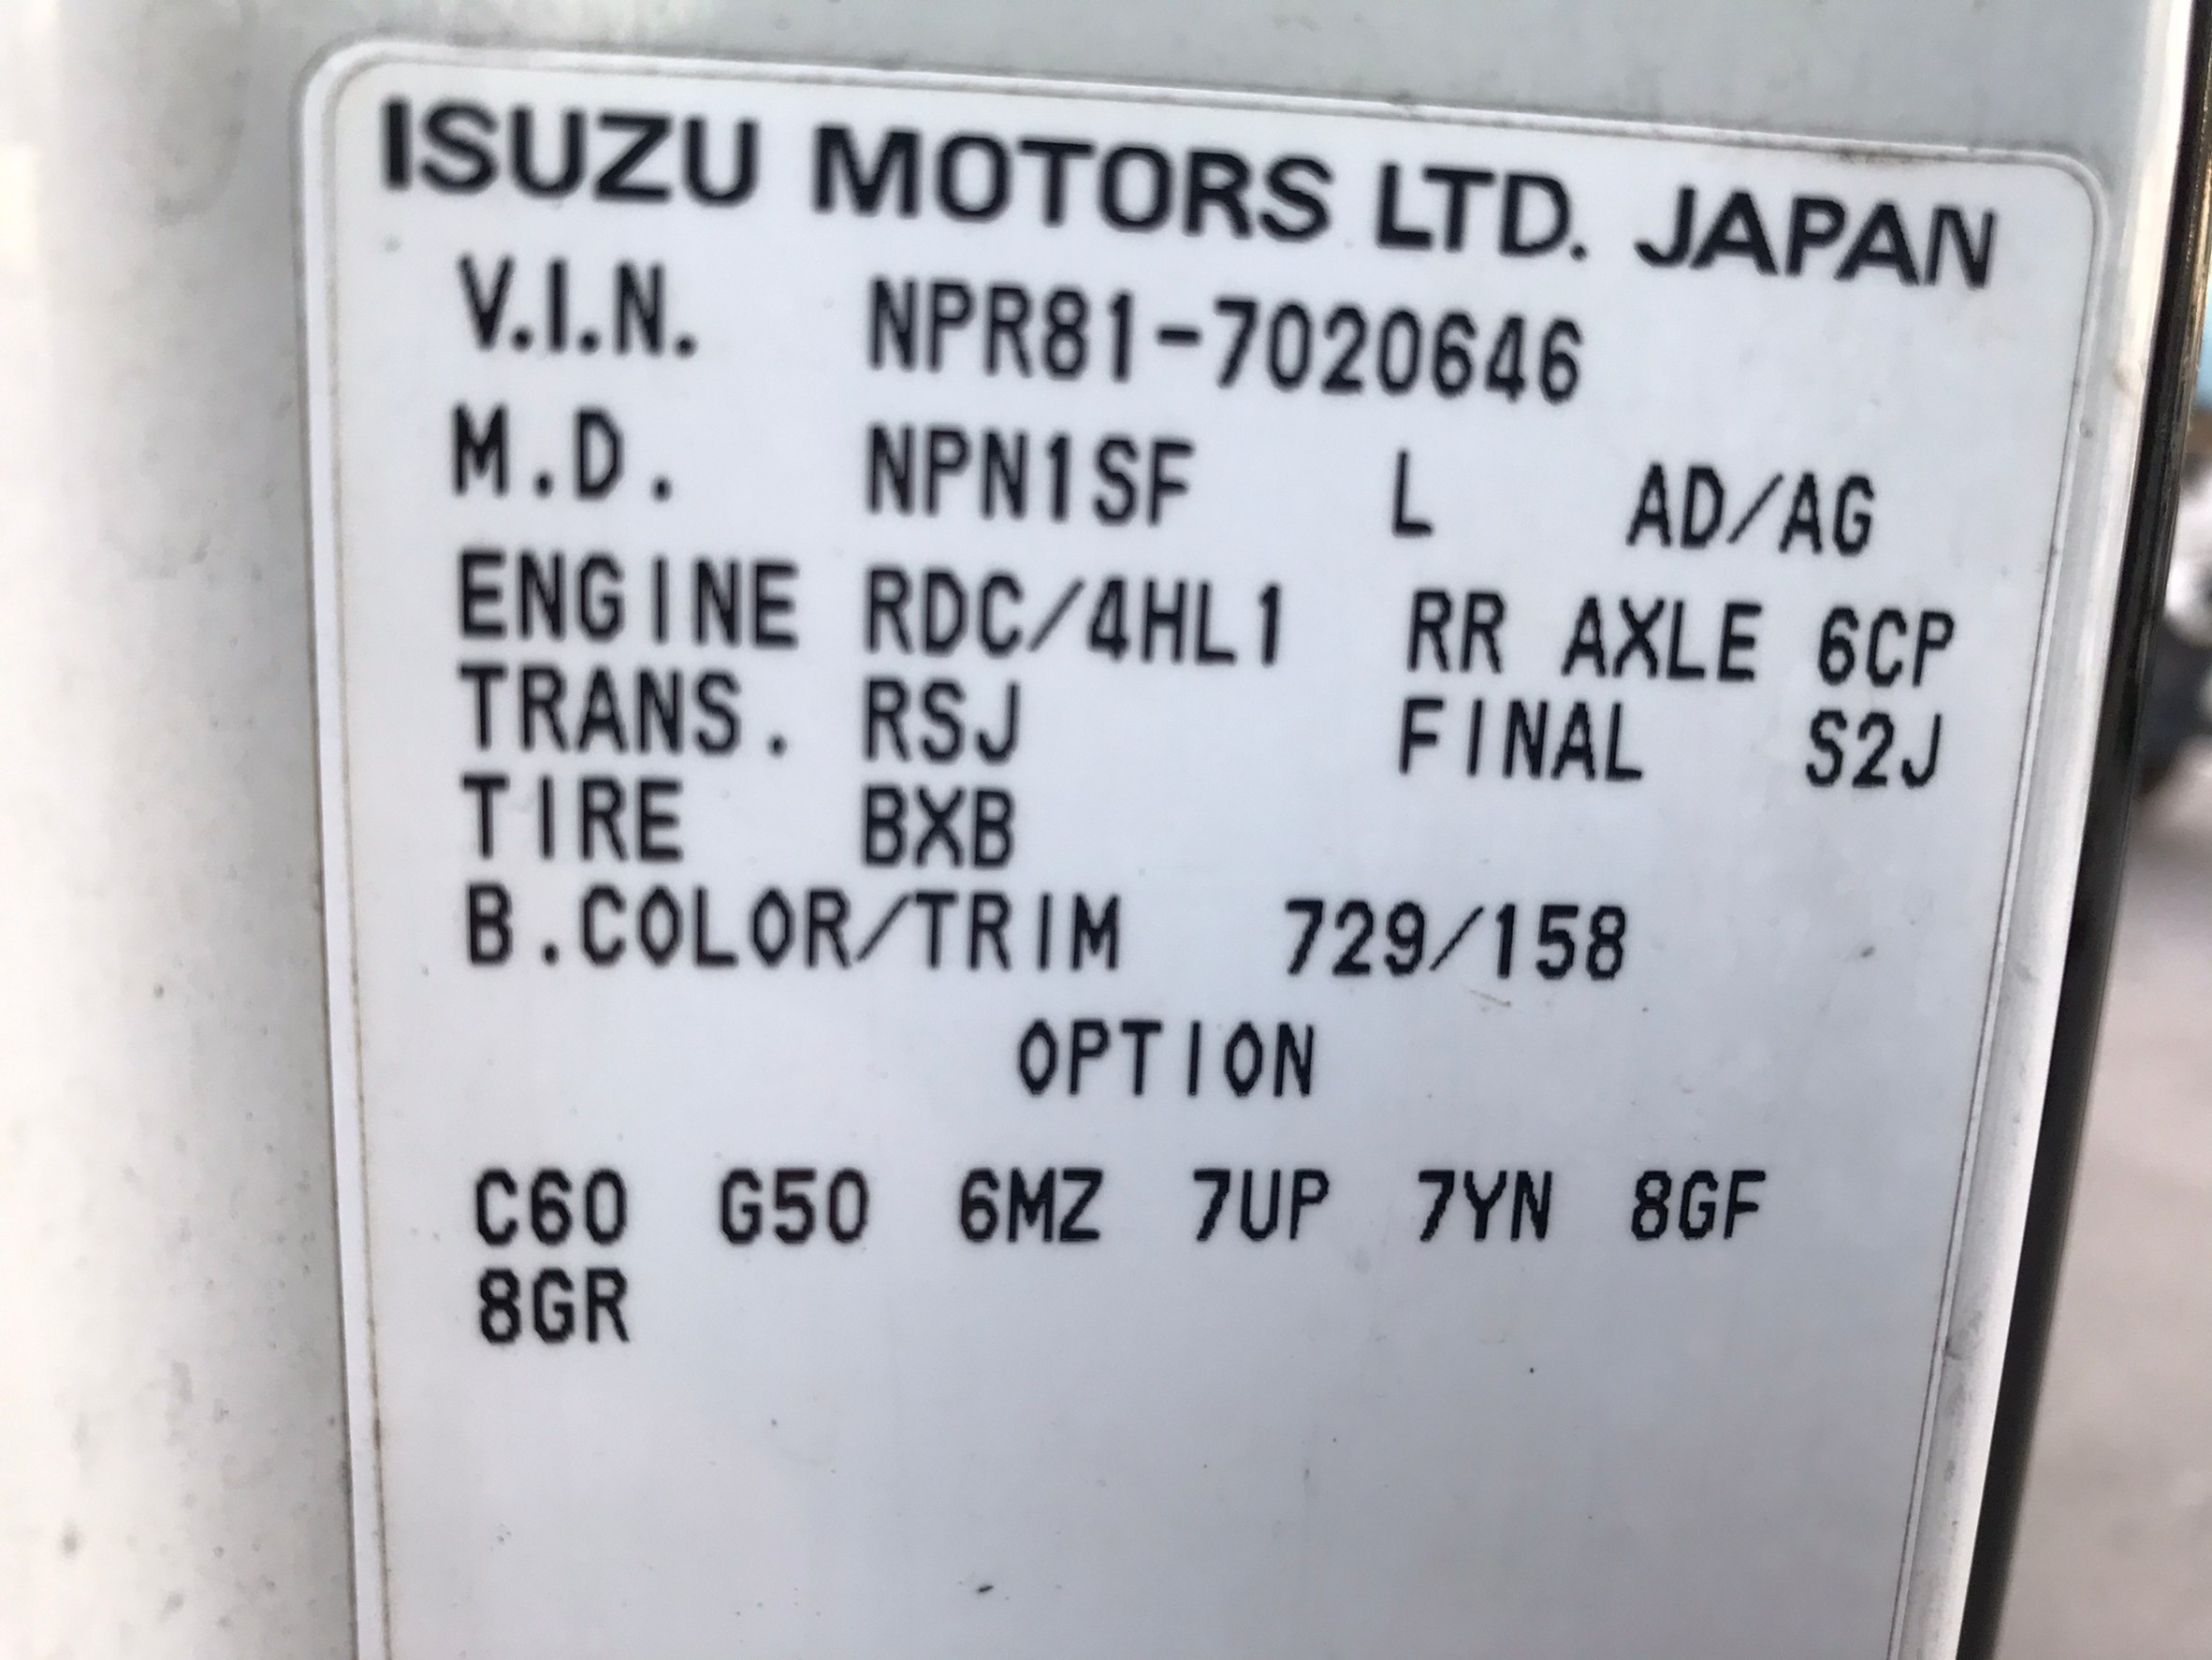 ISUZU MOTORS LTD. JAPAN
V.I.N. NPR81-7020646
M.D. NPN1SF L AD/AG
ENGINE RDC/4HL1 RR AXLE 6CP
TRANS. RSJ FINAL S2J
TIRE BXB
B.COLOR/TRIM 729/158
OPTION
C60 G50 6MZ 7UP 7YN 8GF
8GR